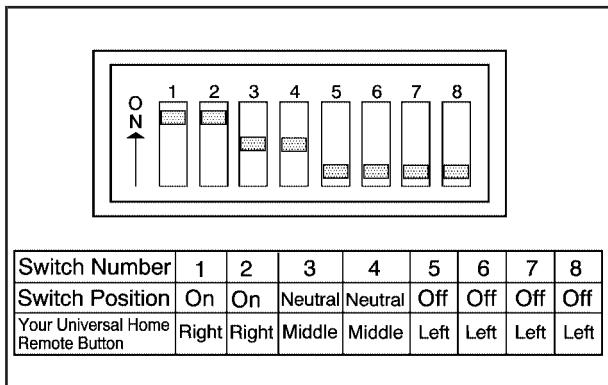 1 2 3 4 5 6 7 8
ON
Switch Number 1 2 3 4 5 6 7 8
Switch Position On On Neutral Neutral Off Off Off Off
Your Universal Home Remote Button Right Right Middle Middle Left Left Left Left